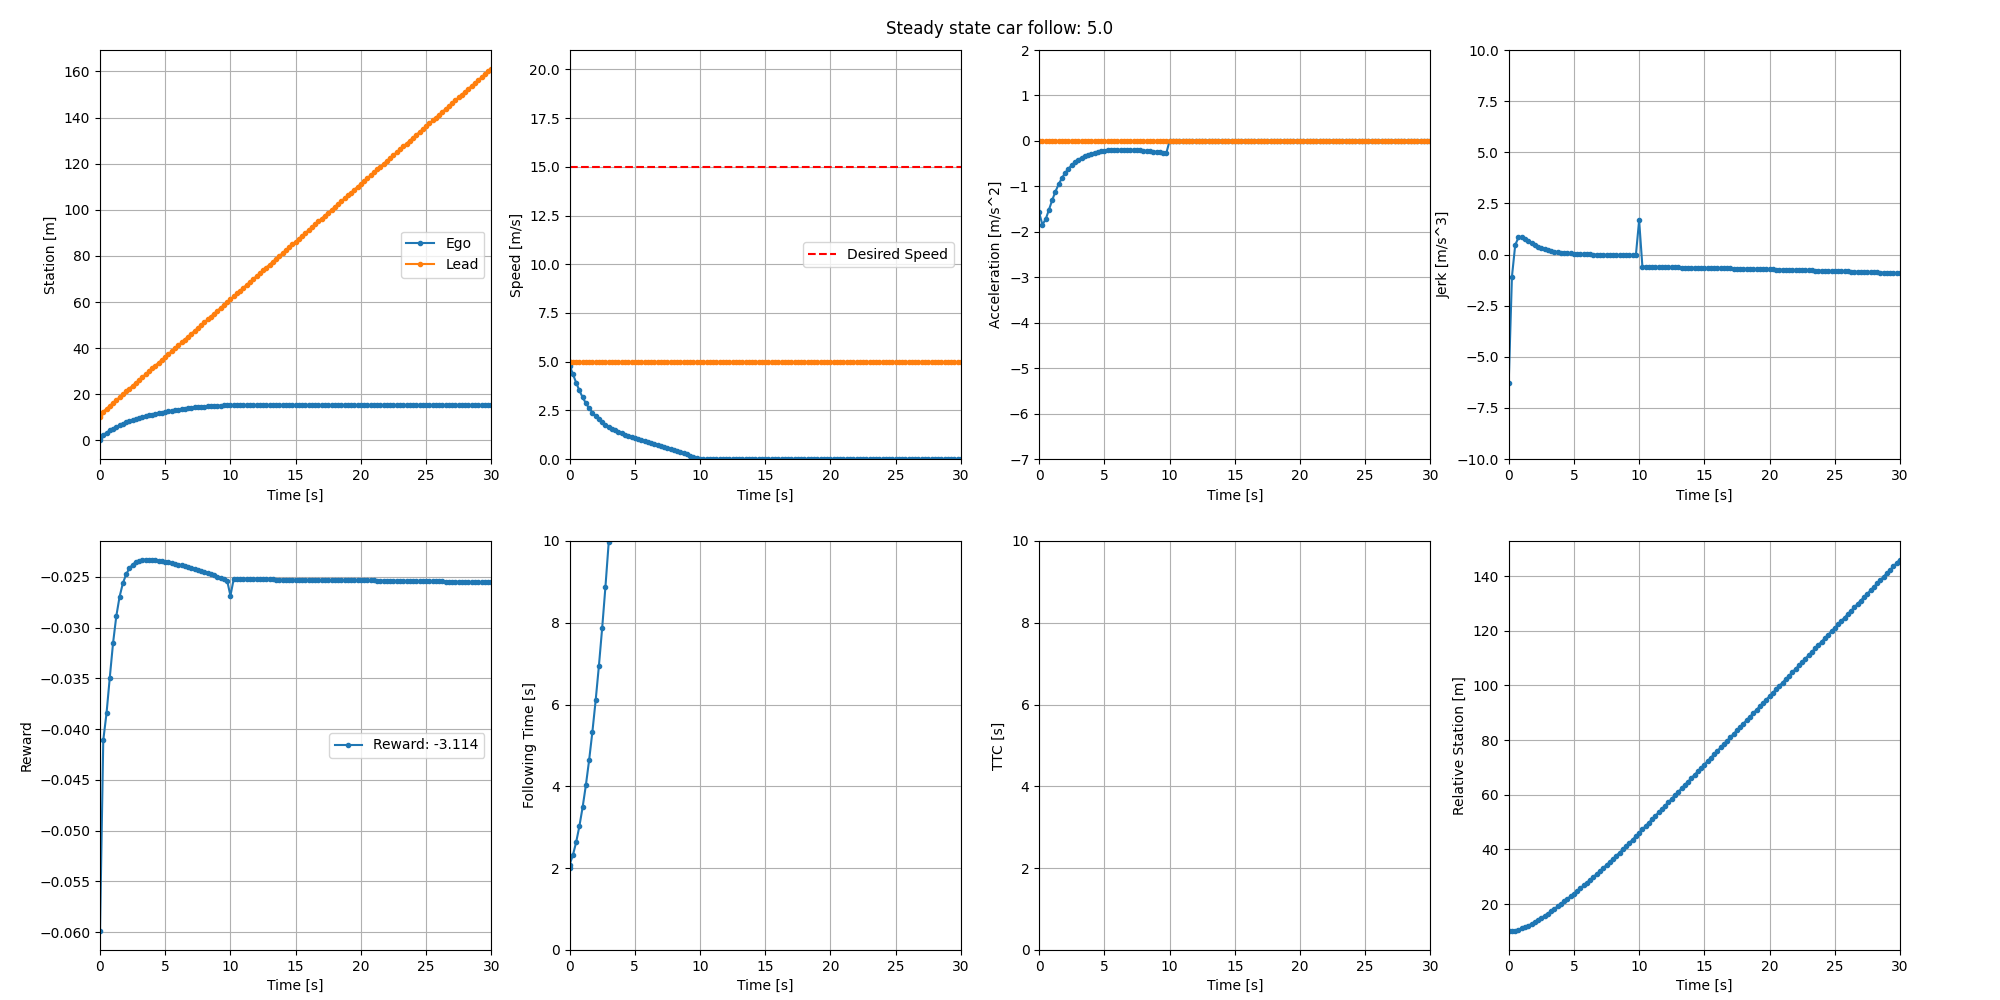 Steady state car follow: 5.0
160
140
120
100
80
60
40
20
0
Station [m]
Ego
Lead
0 5 10 15 20 25 30
Time [s]
20.0
17.5
15.0
12.5
10.0
7.5
5.0
2.5
0.0
Speed [m/s]
Desired Speed
0 5 10 15 20 25 30
Time [s]
2
1
0
−1
−2
−3
−4
−5
−6
−7
Acceleration [m/s^2]
0 5 10 15 20 25 30
Time [s]
10.0
7.5
5.0
2.5
0.0
−2.5
−5.0
−7.5
−10.0
Jerk [m/s^3]
0 5 10 15 20 25 30
Time [s]
−0.025
−0.030
−0.035
−0.040
−0.045
−0.050
−0.055
−0.060
Reward
Reward: -3.114
0 5 10 15 20 25 30
Time [s]
10
8
6
4
2
0
Following Time [s]
0 5 10 15 20 25 30
Time [s]
10
8
6
4
2
0
TTC [s]
0 5 10 15 20 25 30
Time [s]
140
120
100
80
60
40
20
Relative Station [m]
0 5 10 15 20 25 30
Time [s]